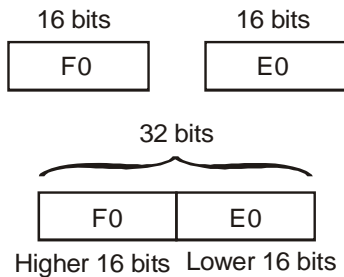 16 bits 16 bits
F0 E0
32 bits
F0 E0
Higher 16 bits Lower 16 bits